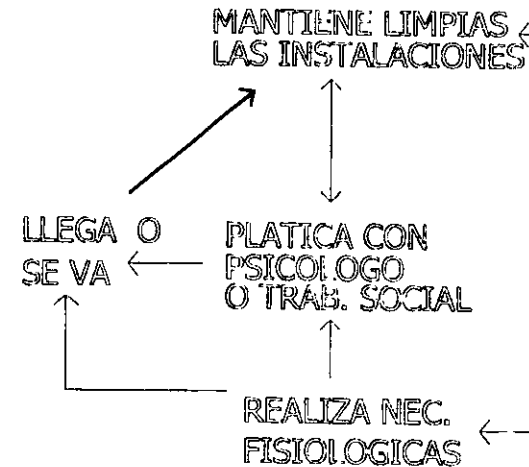 MANTIENE LIMPIAS
LAS INSTALACIONES
LLEGA O
SE VA
PLATICA CON
PSICOLOGO
O TRAB. SOCIAL
REALIZA NEC.
FISIOLOGICAS